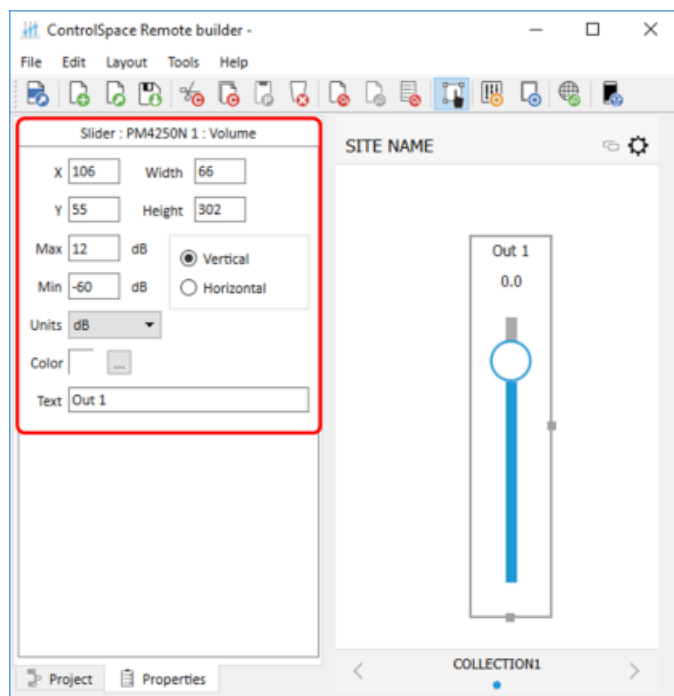 ControlSpace Remote builder -
File Edit Layout Tools Help
Slider : PM4250N 1 : Volume
X 106 Width 66
Y 55 Height 302
Max 12 dB
Vertical
Min -60 dB
Horizontal
Units dB
Color ...
Text Out 1
Project Properties
SITE NAME
Out 1
0.0
COLLECTION1